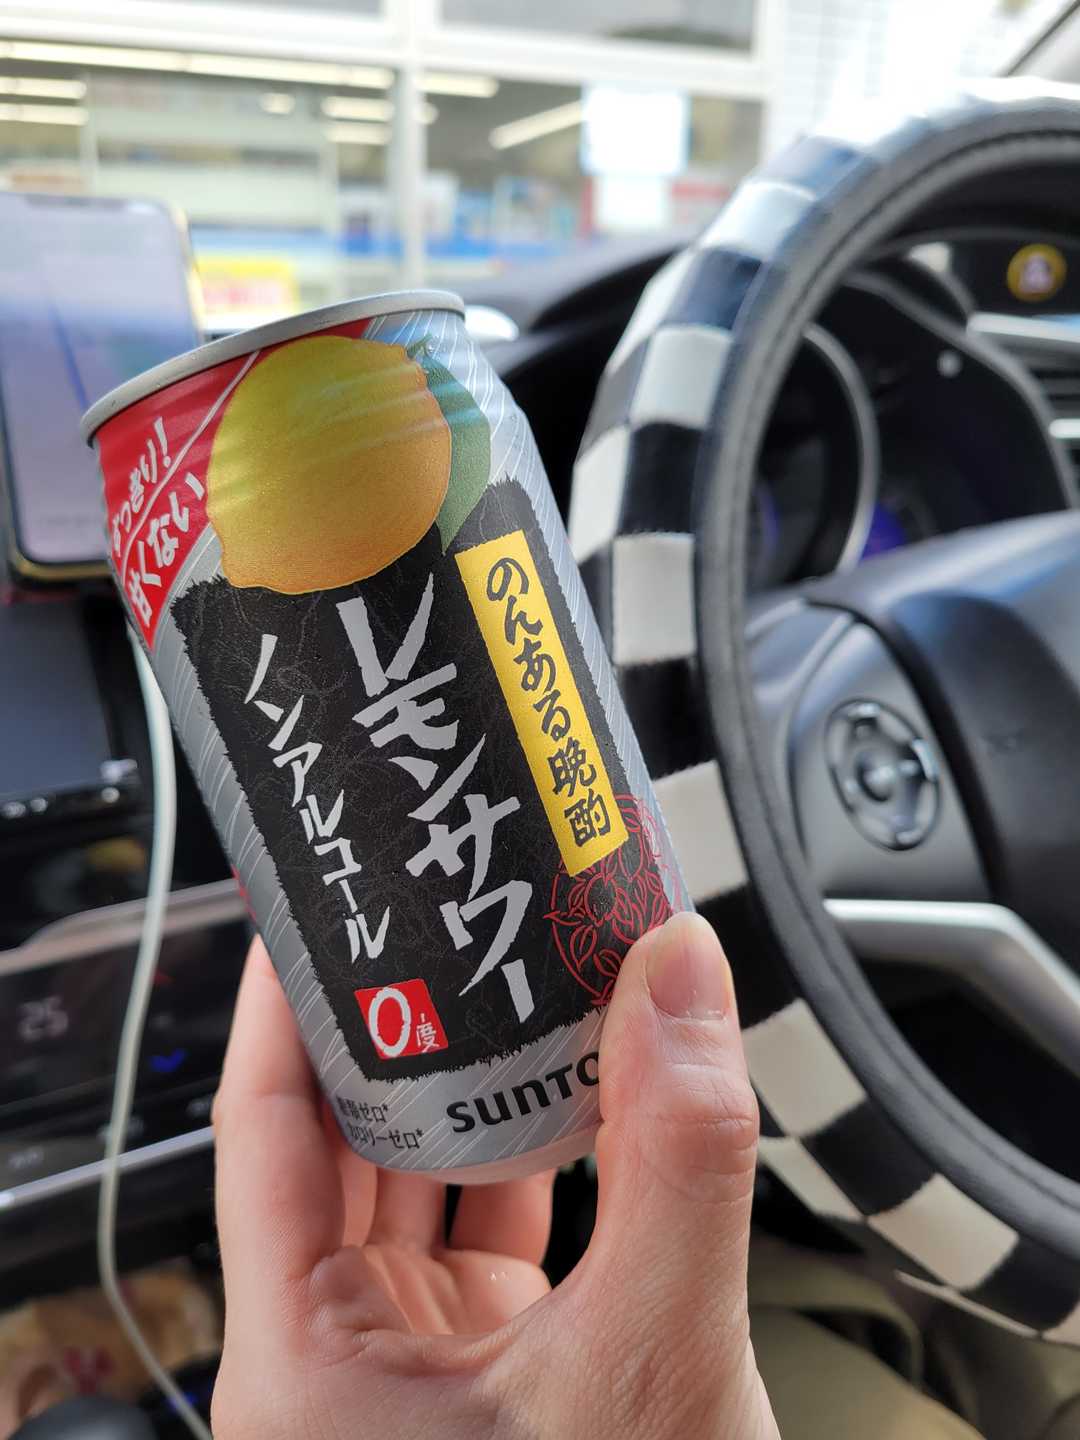 すっきり!
甘くない
のんある晩酌
レモンサワー
ノンアルコール
0度
糖類ゼロ*
カロリーゼロ*
SUNTO
25